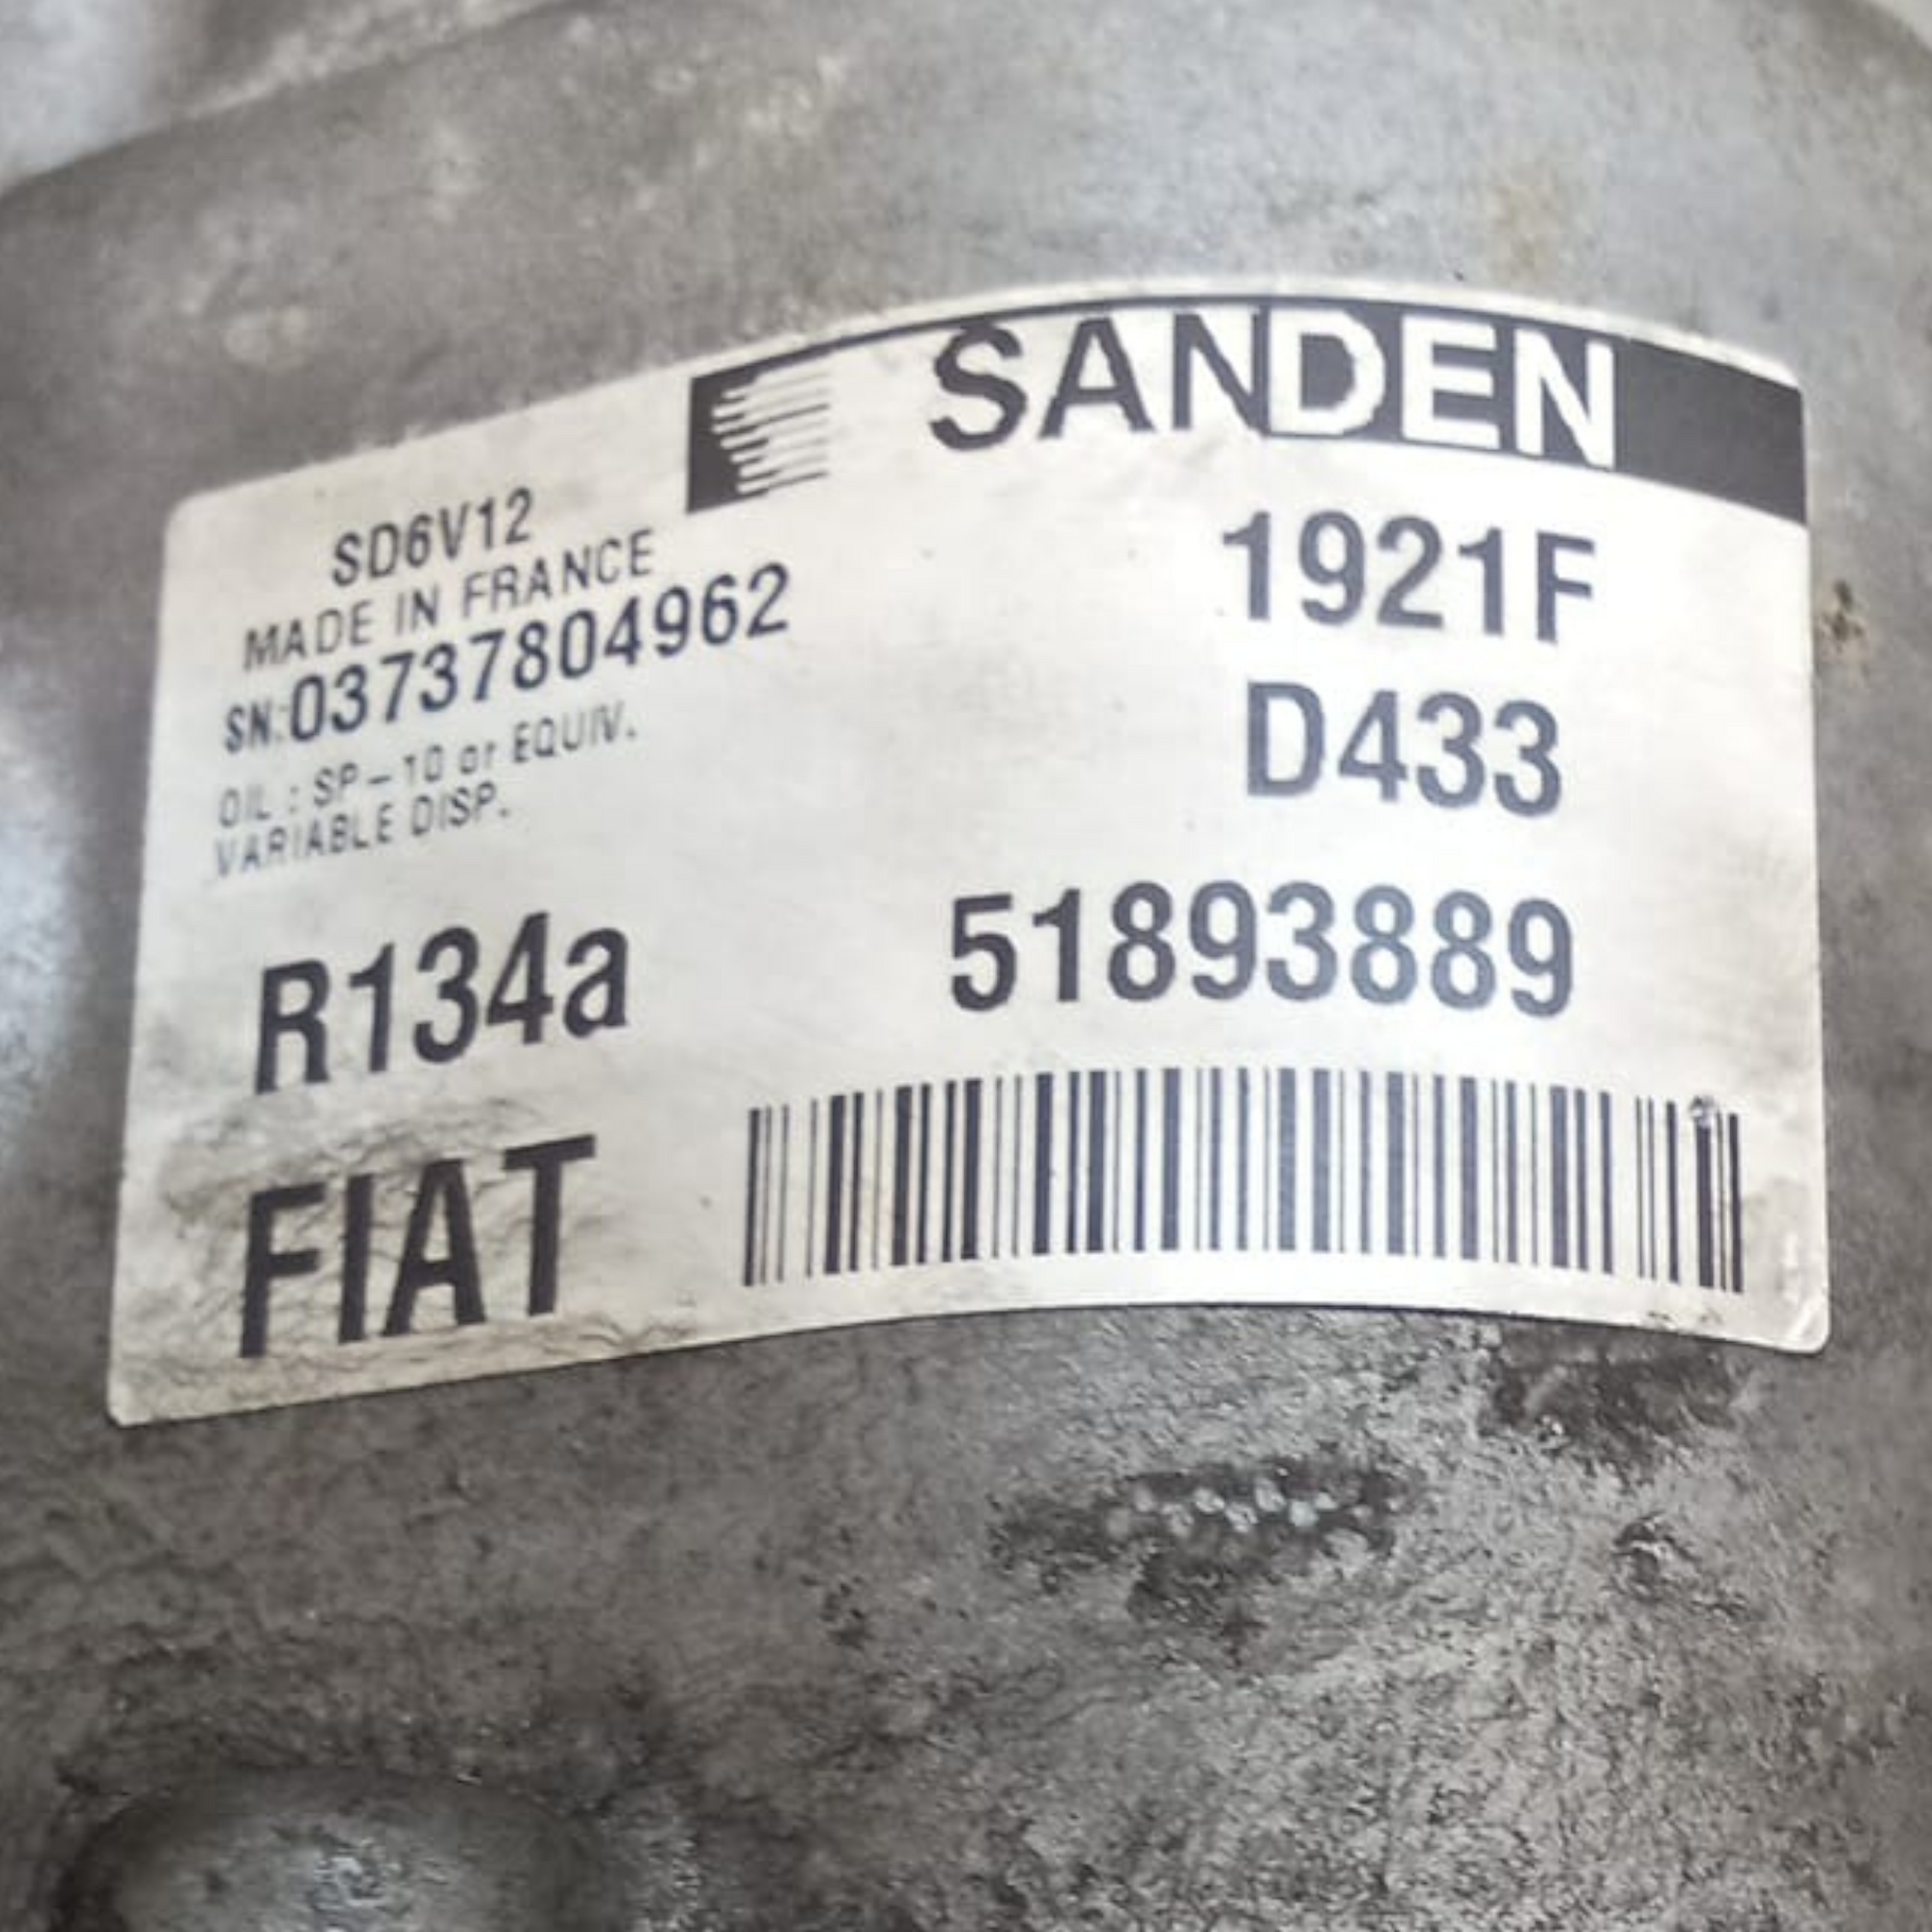 SANDEN
SD6V12
MADE IN FRANCE
SN:03737804962
OIL : SP-10 or EQUIV.
VARIABLE DISP.
1921F
D433
R134a
51893889
FIAT